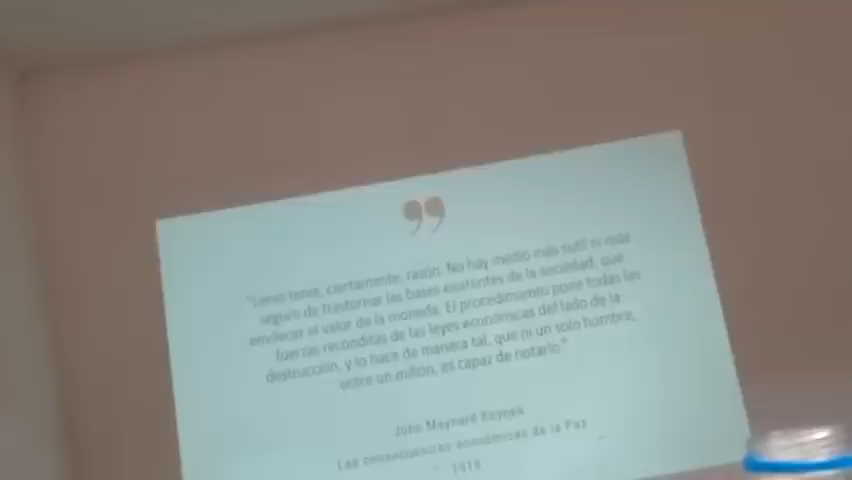 "Lenin tenía, ciertamente, razón. No hay medio más sutil ni más
seguro de trastornar las bases existentes de la sociedad, que
envilecer el valor de la moneda. El procedimiento pone todas las
fuerzas recónditas de las leyes económicas del lado de la
destrucción, y lo hace de manera tal, que ni un solo hombre,
entre un millón, es capaz de notarlo."
John Maynard Keynes
Las consecuencias económicas de la Paz
1919